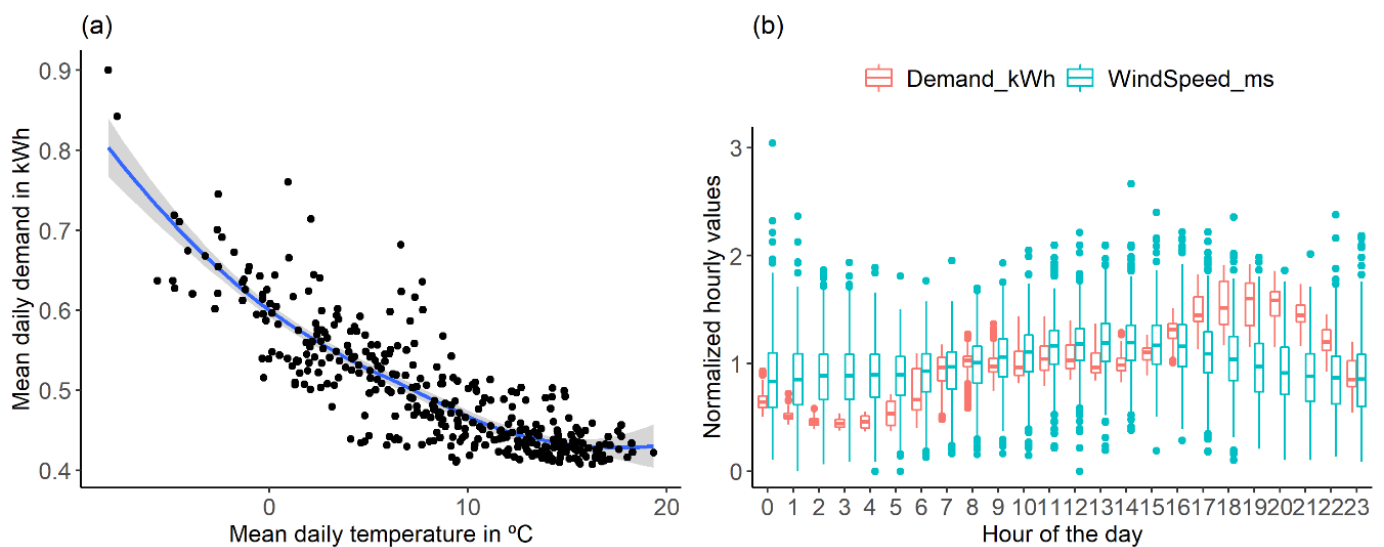 (a)
Mean daily demand in kWh
0.9
0.8
0.7
0.6
0.5
0.4
0 10 20
Mean daily temperature in ºC
(b)
Demand_kWh WindSpeed_ms
Normalized hourly values
3
2
1
0
0 1 2 3 4 5 6 7 8 9 10 11 12 13 14 15 16 17 18 19 20 21 22 23
Hour of the day